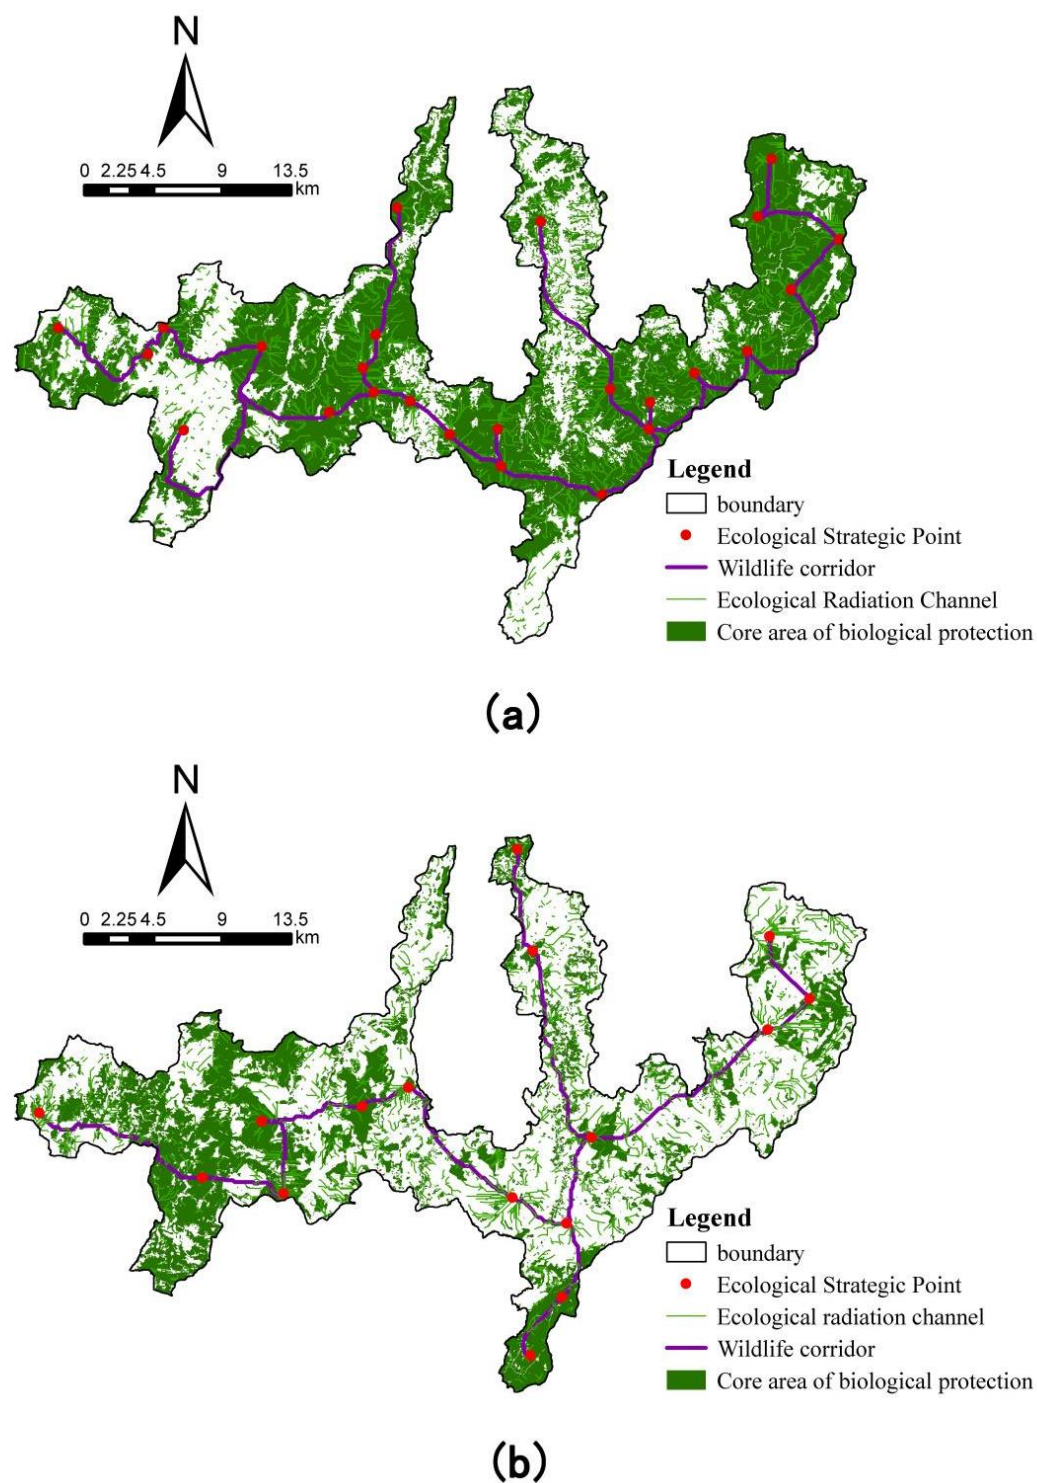 N
0 2.25 4.5 9 13.5
km
Legend
boundary
Ecological Strategic Point
Wildlife corridor
Ecological Radiation Channel
Core area of biological protection
(a)
N
0 2.25 4.5 9 13.5
km
Legend
boundary
Ecological Strategic Point
Ecological radiation channel
Wildlife corridor
Core area of biological protection
(b)